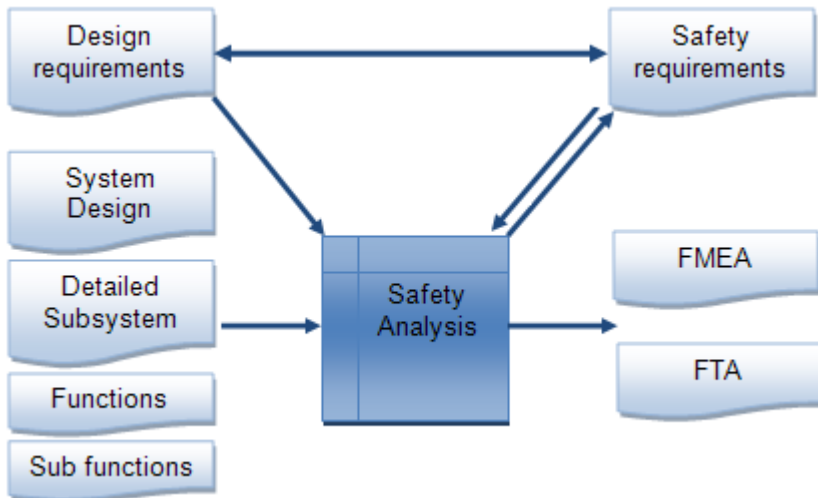 Design
requirements
Safety
requirements
System
Design
Detailed
Subsystem
Functions
Sub functions
Safety
Analysis
FMEA
FTA